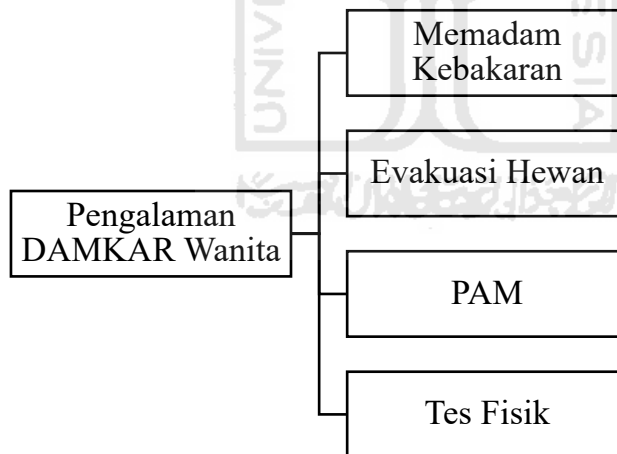 Memadam
Kebakaran
Evakuasi Hewan
Pengalaman
DAMKAR Wanita
PAM
Tes Fisik